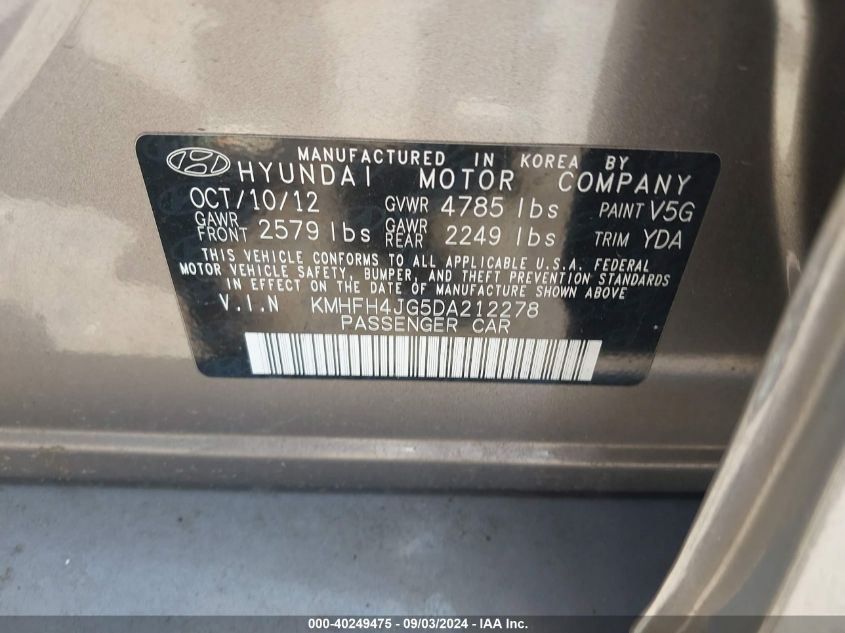 MANUFACTURED IN KOREA BY
HYUNDAI MOTOR COMPANY
OCT/10/12 GVWR 4785 lbs PAINT V5G
GAWR FRONT 2579 lbs GAWR REAR 2249 lbs TRIM YDA
THIS VEHICLE CONFORMS TO ALL APPLICABLE U.S.A. FEDERAL
MOTOR VEHICLE SAFETY, BUMPER, AND THEFT PREVENTION STANDARDS
IN EFFECT ON THE DATE OF MANUFACTURE SHOWN ABOVE
V.I.N KMHFH4JG5DA212278
PASSENGER CAR
000-40249475 - 09/03/2024 - IAA Inc.